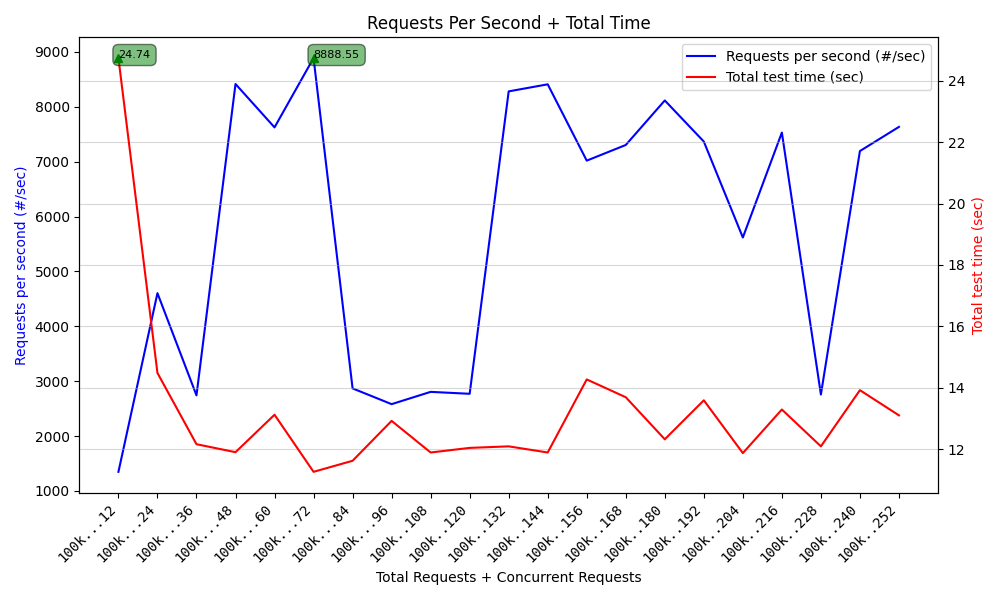 Requests Per Second + Total Time
24.74
8888.55
Requests per second (#/sec)
Total test time (sec)
9000
8000
7000
6000
5000
4000
3000
2000
1000
Requests per second (#/sec)
24
22
20
18
16
14
12
Total test time (sec)
100k...12
100k...24
100k...36
100k...48
100k...60
100k...72
100k...84
100k...96
100k..108
100k..120
100k..132
100k..144
100k..156
100k..168
100k..180
100k..192
100k..204
100k..216
100k..228
100k..240
100k..252
Total Requests + Concurrent Requests